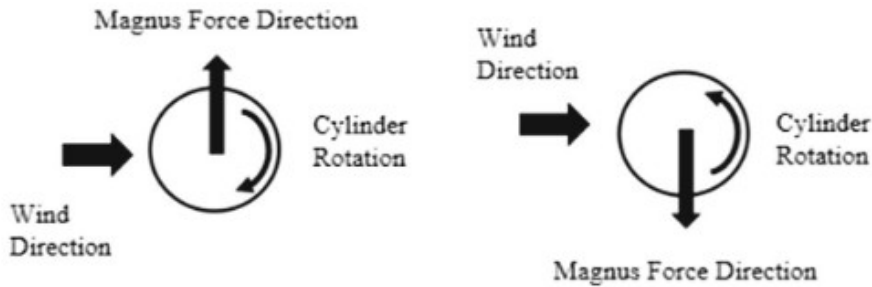 Magnus Force Direction
Cylinder
Rotation
Wind
Direction
Wind
Direction
Cylinder
Rotation
Magnus Force Direction